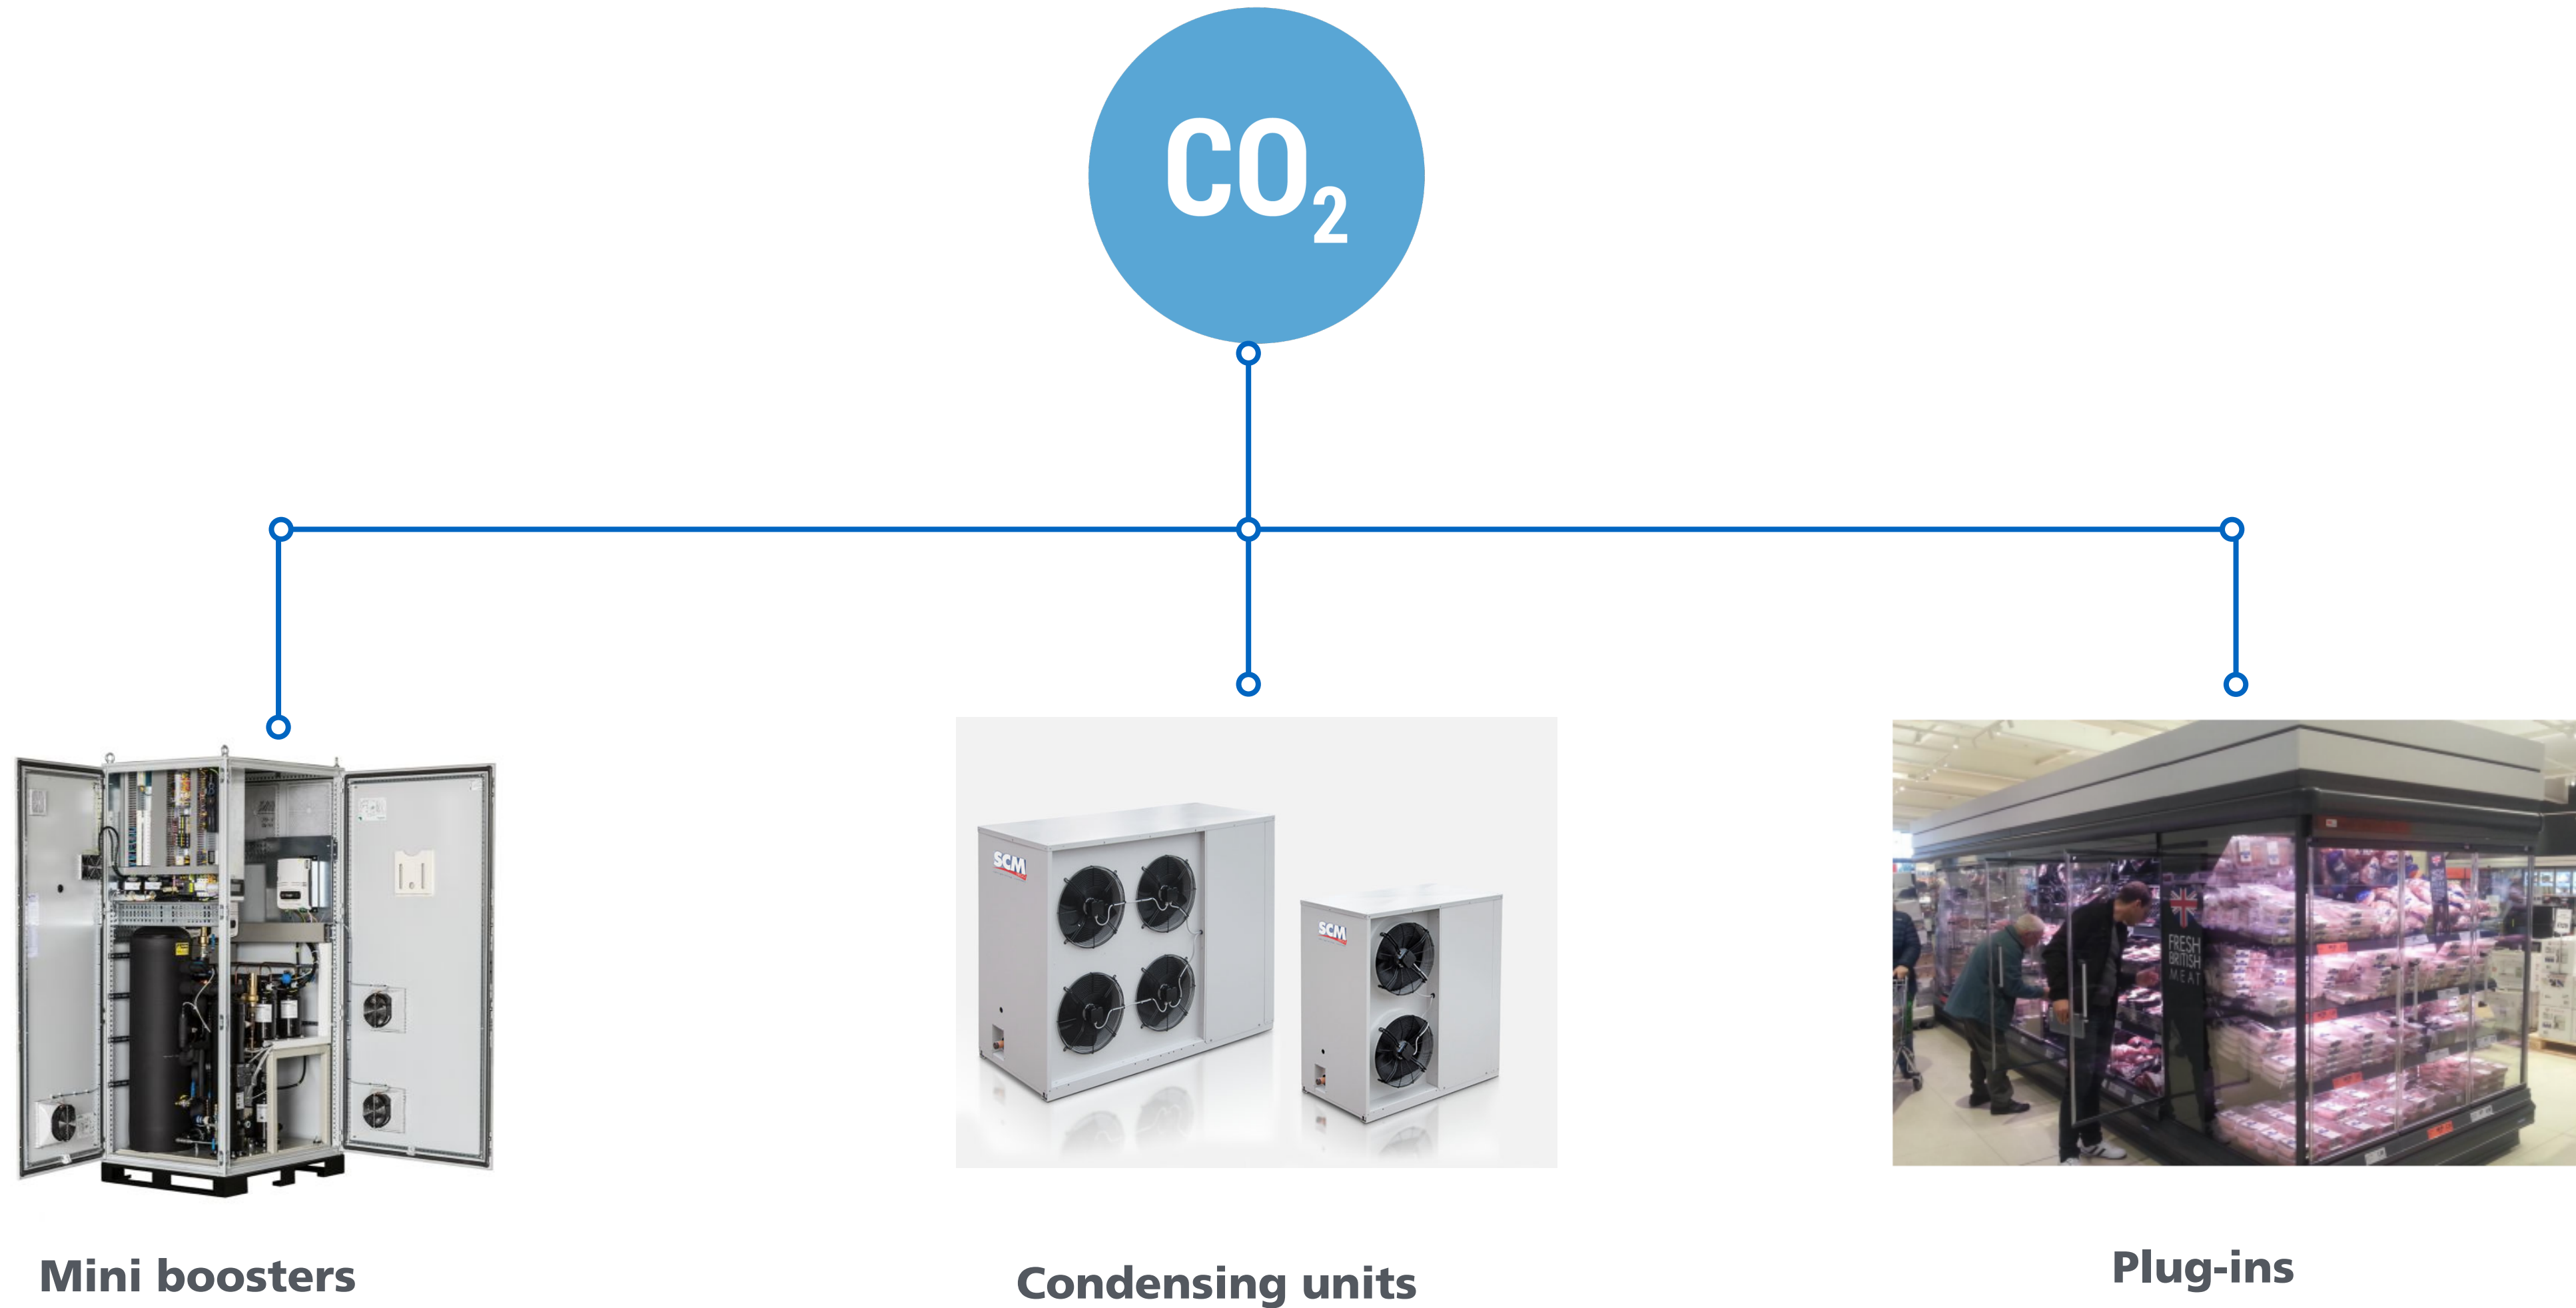 CO₂
SCM
SCM
FRESH
BRITISH
MEAT
Mini boosters
Condensing units
Plug-ins